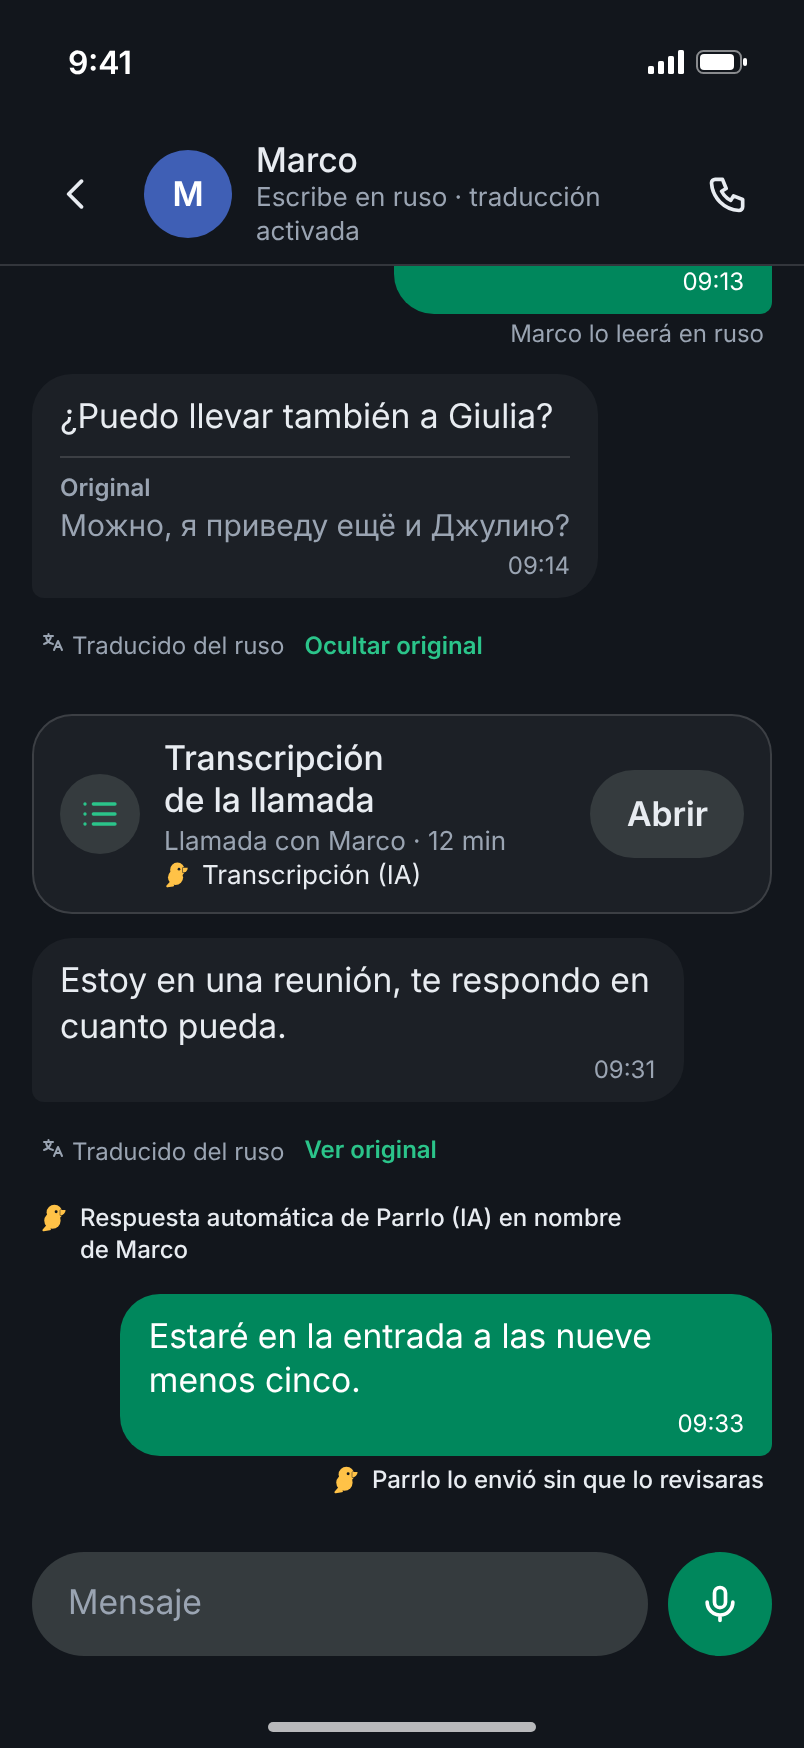 9:41
M
Marco
Escribe en ruso · traducción
activada
09:13
Marco lo leerá en ruso
¿Puedo llevar también a Giulia?
Original
Можно, я приведу ещё и Джулию?
09:14
Traducido del ruso Ocultar original
Transcripción
de la llamada
Llamada con Marco · 12 min
Transcripción (IA)
Abrir
Estoy en una reunión, te respondo en
cuanto pueda.
09:31
Traducido del ruso Ver original
Respuesta automática de Parrlo (IA) en nombre
de Marco
Estaré en la entrada a las nueve
menos cinco.
09:33
Parrlo lo envió sin que lo revisaras
Mensaje